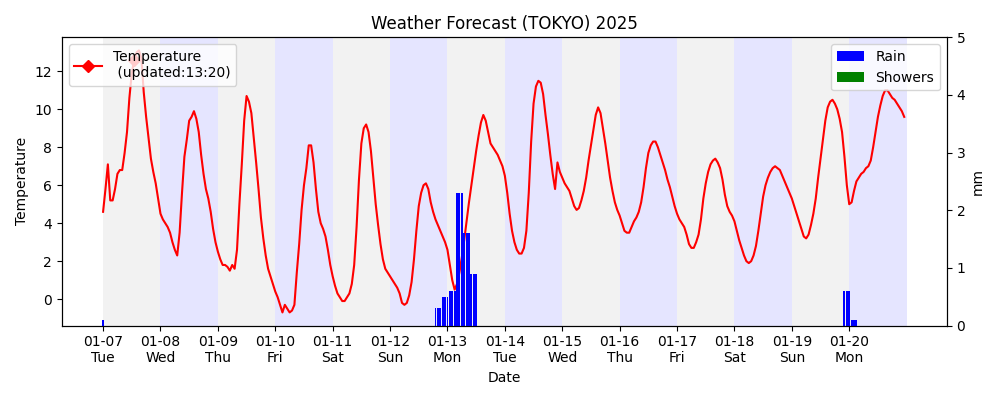 Weather Forecast (TOKYO) 2025
Temperature
(updated:13:20)
Rain
Showers
Temperature
12
10
8
6
4
2
0
5
4
3
2
1
0
mm
01-07 01-08 01-09 01-10 01-11 01-12 01-13 01-14 01-15 01-16 01-17 01-18 01-19 01-20
Tue Wed Thu Fri Sat Sun Mon Tue Wed Thu Fri Sat Sun Mon
Date